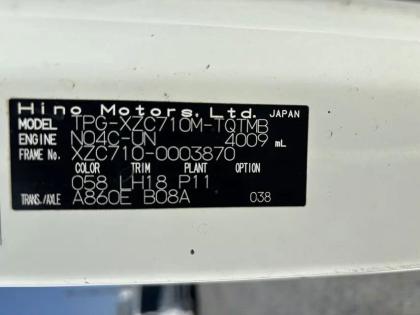 Hino Motors, Ltd. JAPAN
MODEL TPG-XZC710M-TQTMB
ENGINE N04C-UN 4009 mL
FRAME No. XZC710-0003870
COLOR TRIM PLANT OPTION
058 LH18 P11
TRANS./AXLE A860E B08A 038